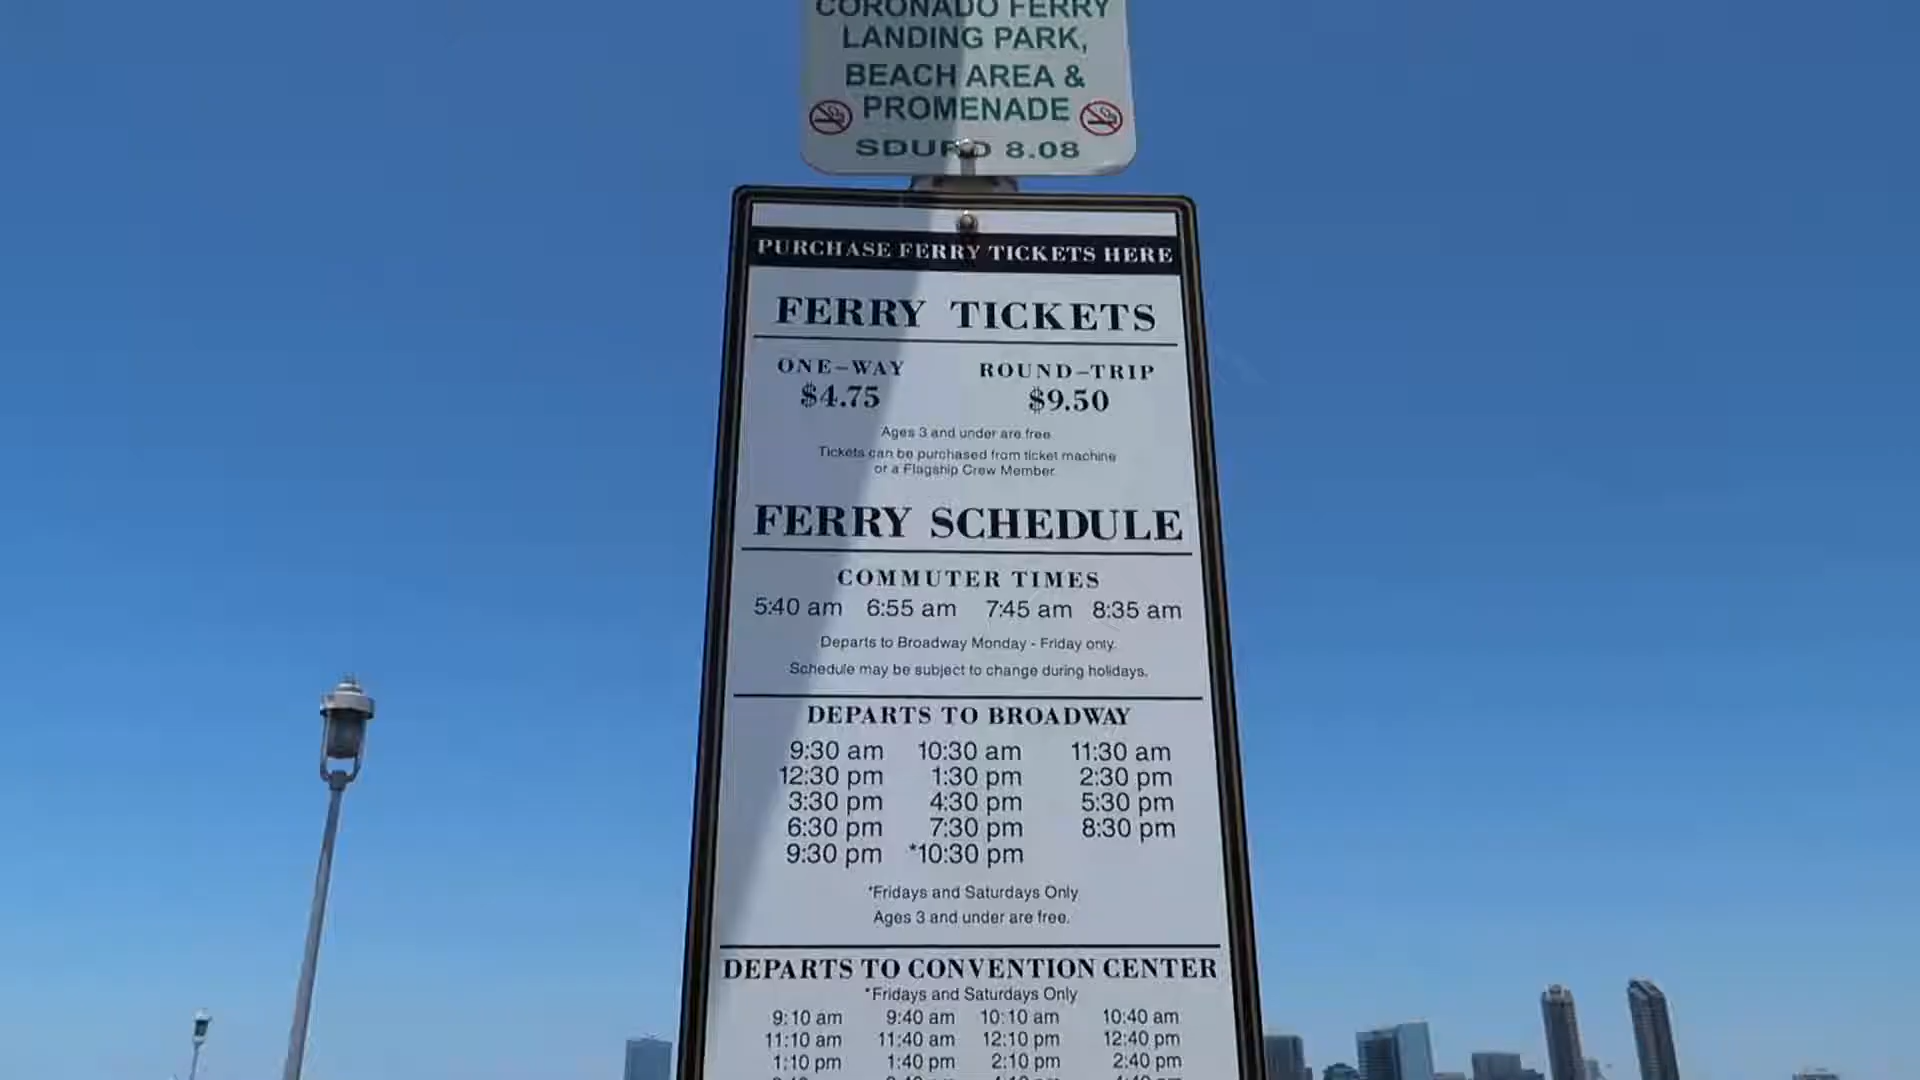 CORONADO FERRY
LANDING PARK,
BEACH AREA &
PROMENADE
8.08
PURCHASE FERRY TICKETS HERE
FERRY TICKETS
ONE-WAY ROUND-TRIP
$4.75 $9.50
Ages 3 and under are free
Tickets can be purchased from ticket machine
or a Flagship Crew Member.
FERRY SCHEDULE
COMMUTER TIMES
5:40 am 6:55 am 7:45 am 8:35 am
Departs to Broadway Monday - Friday only.
Schedule may be subject to change during holidays.
DEPARTS TO BROADWAY
9:30 am 10:30 am 11:30 am
12:30 pm 1:30 pm 2:30 pm
3:30 pm 4:30 pm 5:30 pm
6:30 pm 7:30 pm 8:30 pm
9:30 pm *10:30 pm
*Fridays and Saturdays Only
Ages 3 and under are free.
DEPARTS TO CONVENTION CENTER
*Fridays and Saturdays Only
9:10 am 9:40 am 10:10 am 10:40 am
11:10 am 11:40 am 12:10 pm 12:40 pm
1:10 pm 1:40 pm 2:10 pm 2:40 pm